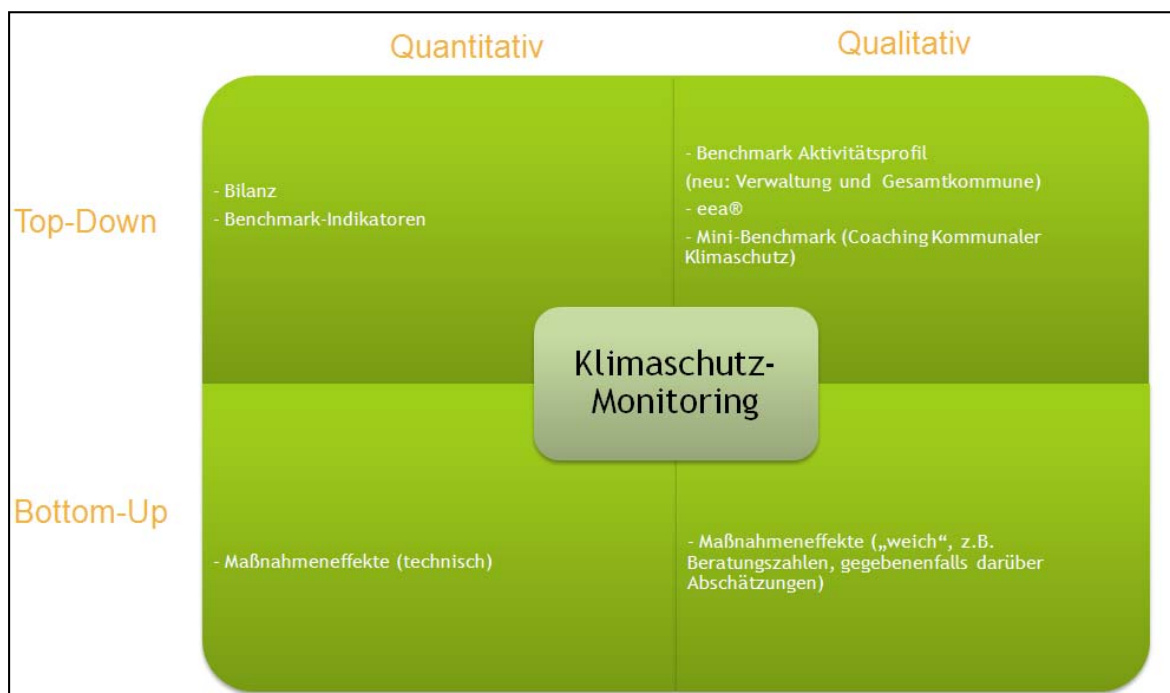 Quantitativ
Qualitativ
Top-Down
- Bilanz
- Benchmark-Indikatoren
- Benchmark Aktivitätsprofil
(neu: Verwaltung und Gesamtkommune)
- eea®
- Mini-Benchmark (Coaching Kommunaler
Klimaschutz)
Klimaschutz-
Monitoring
Bottom-Up
- Maßnahmeneffekte (technisch)
- Maßnahmeneffekte („weich“, z.B.
Beratungszahlen, gegebenenfalls darüber
Abschätzungen)